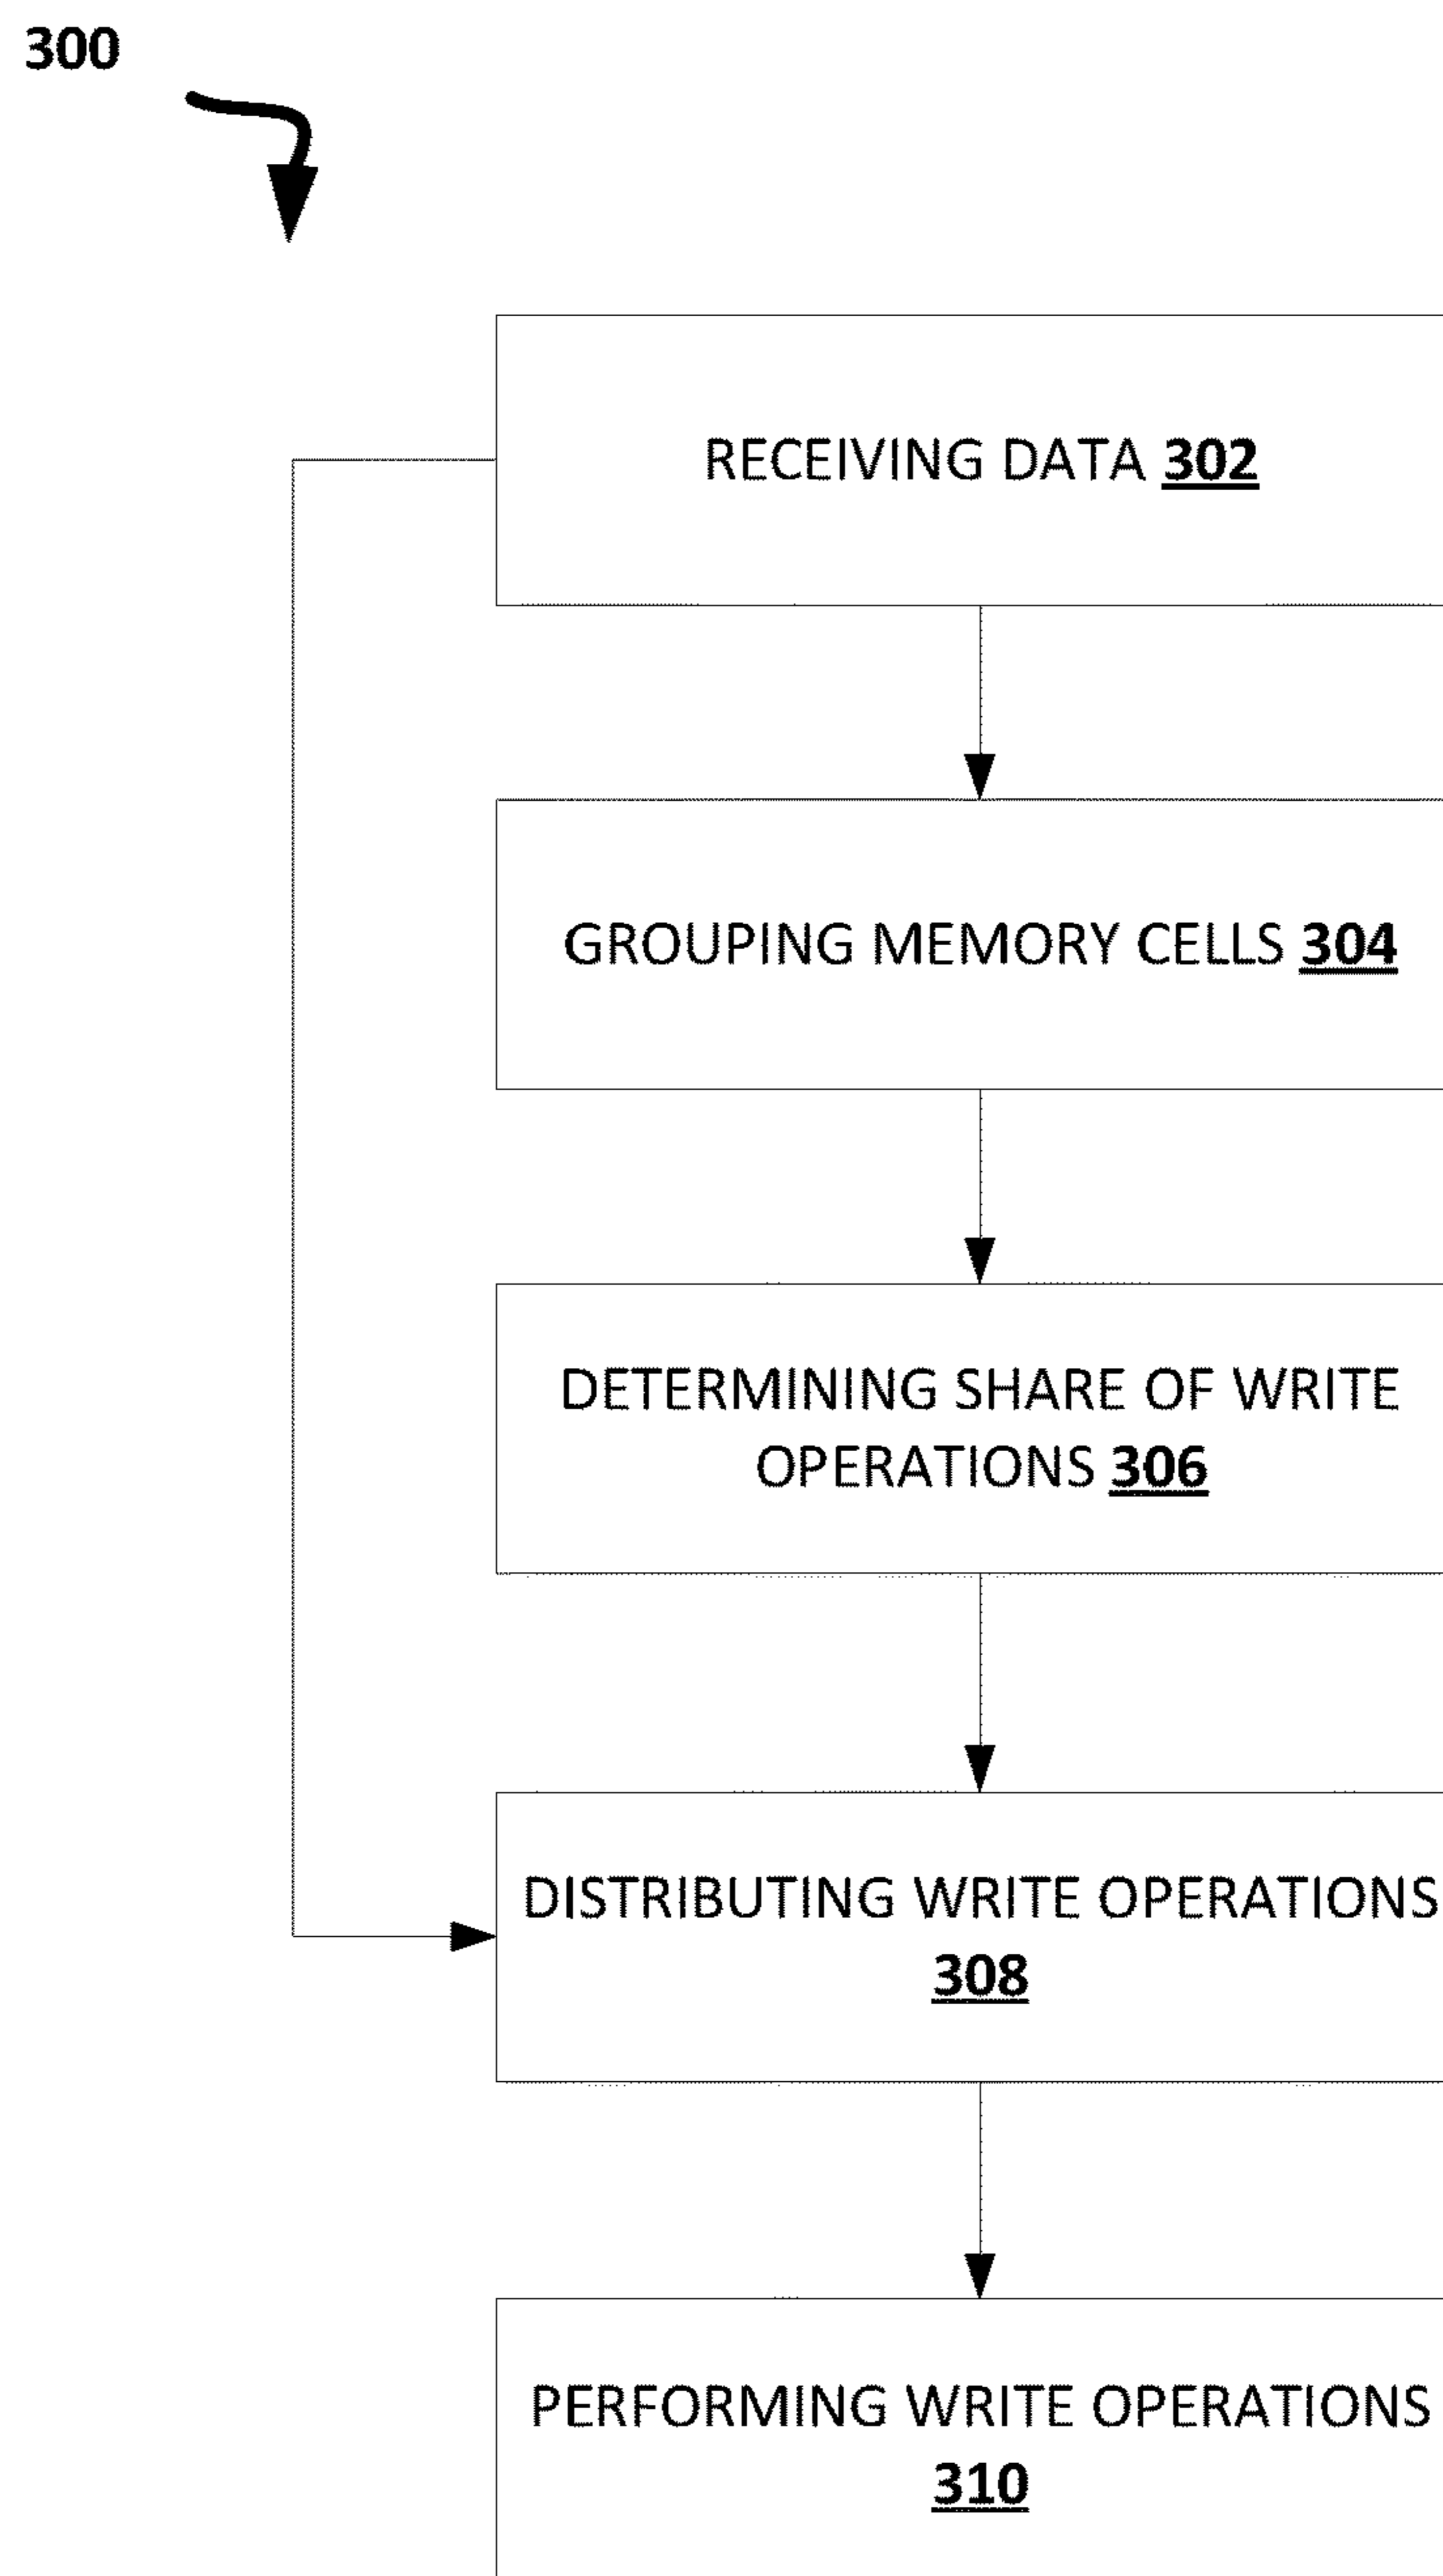 300
RECEIVING DATA 302
GROUPING MEMORY CELLS 304
DETERMINING SHARE OF WRITE
OPERATIONS 306
DISTRIBUTING WRITE OPERATIONS
308
PERFORMING WRITE OPERATIONS
310